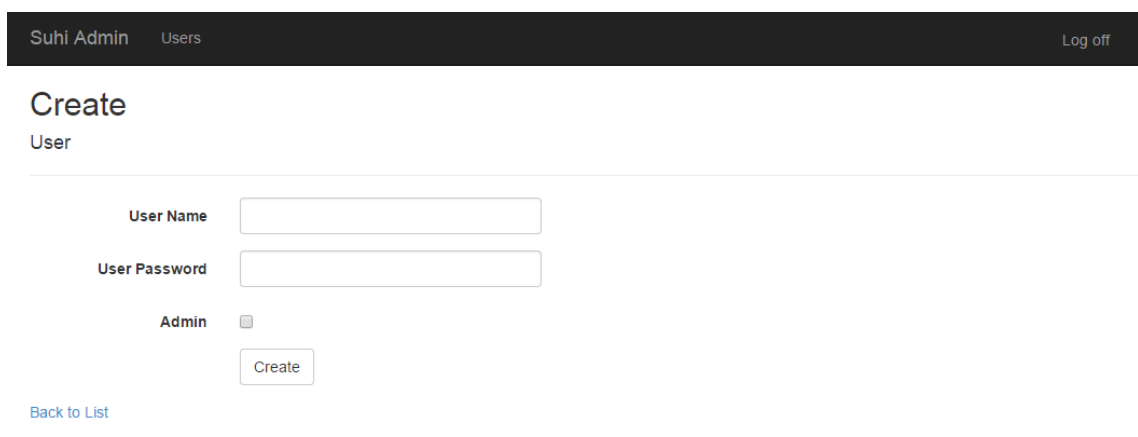 Suhi Admin Users Log off
Create
User
User Name
User Password
Admin
Create
Back to List